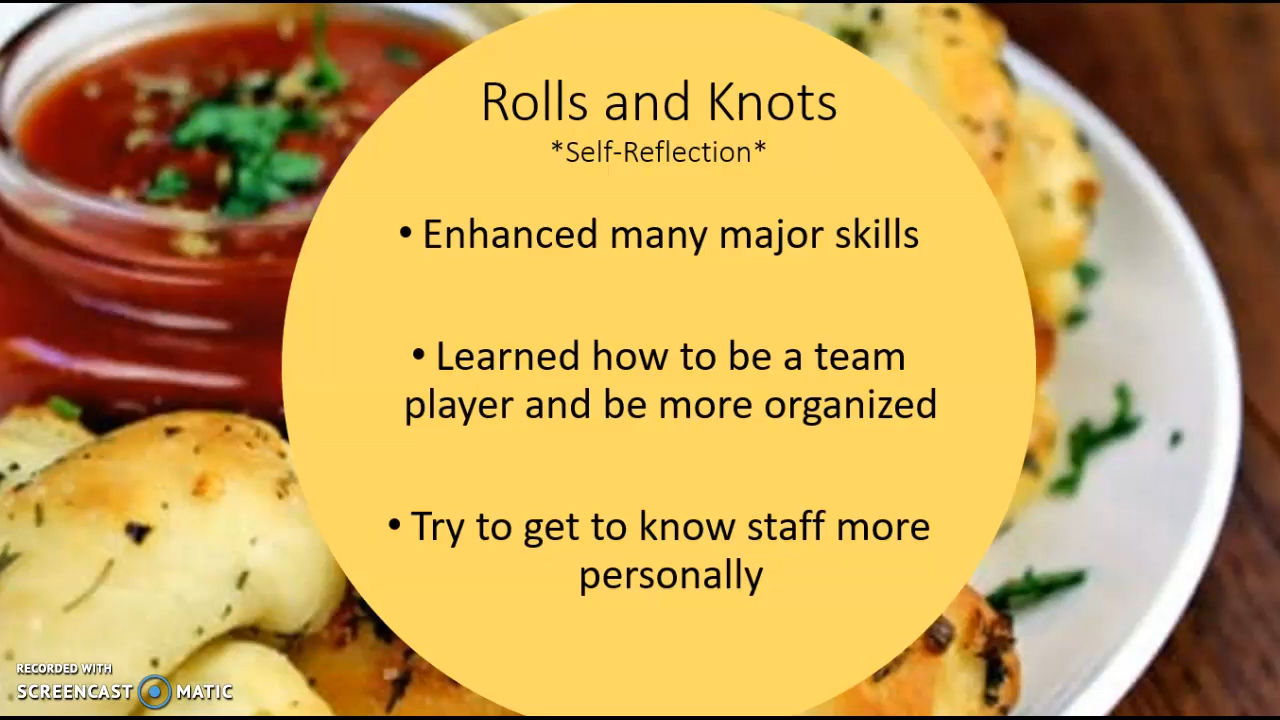 Rolls and Knots
*Self-Reflection*
• Enhanced many major skills
• Learned how to be a team
player and be more organized
• Try to get to know staff more
personally
RECORDED WITH
SCREENCAST MATIC